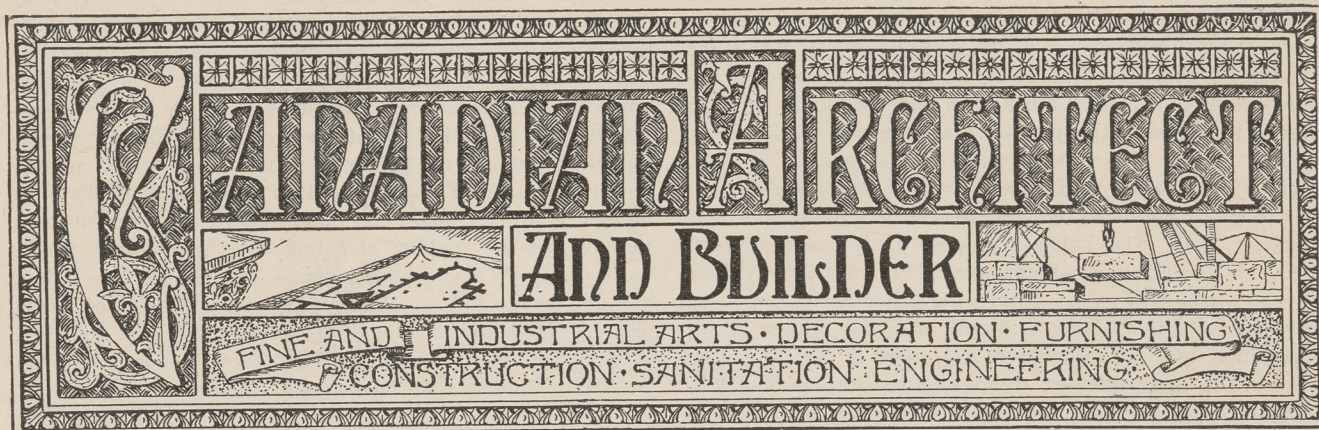 CANADIAN ARCHITECT
AND BUILDER
FINE AND INDUSTRIAL ARTS · DECORATION · FURNISHING
CONSTRUCTION · SANITATION ENGINEERING ·